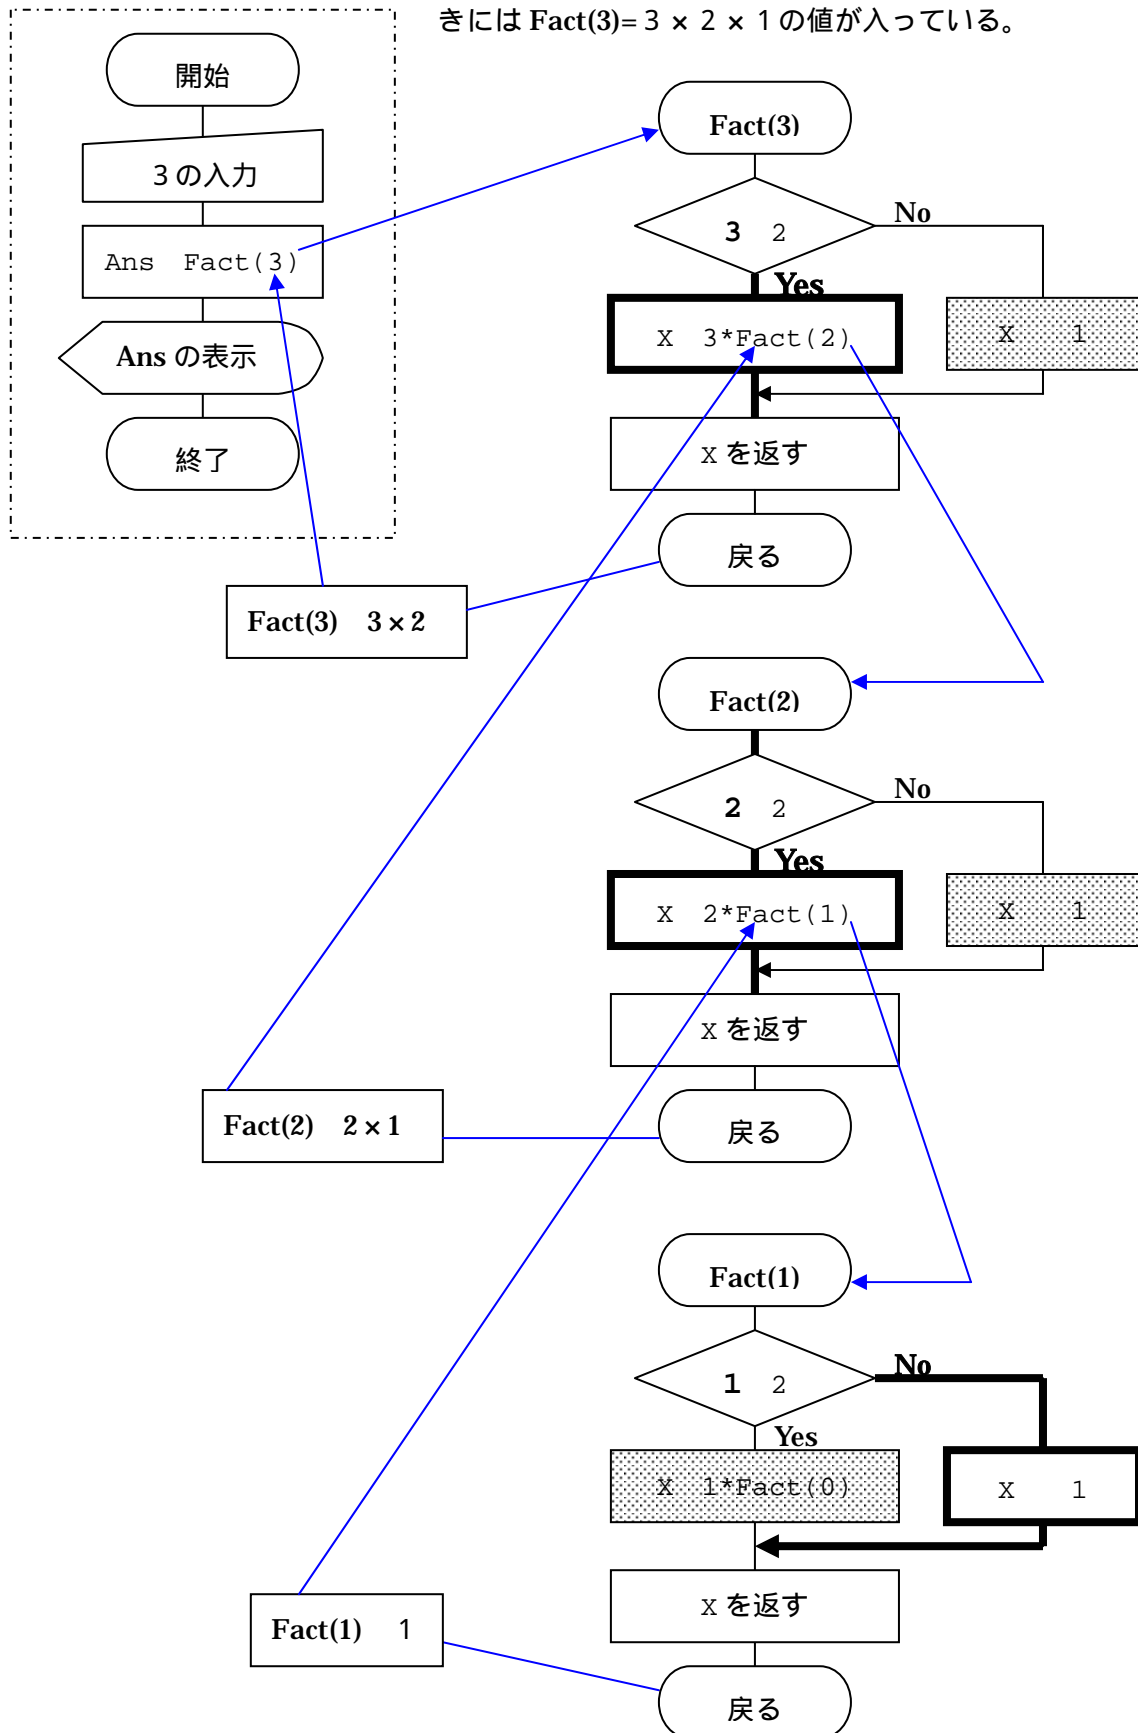 きには Fact(3)=３ × ２ × １の値が入っている。
開始
３の入力
Ans Fact(3)
Ans の表示
終了
Fact(3) 3×2
Fact(3)
3 2
No
Yes
X 3*Fact(2)
X 1
X を返す
戻る
Fact(2)
2 2
No
Yes
X 2*Fact(1)
X 1
X を返す
戻る
Fact(2) 2×1
Fact(1)
1 2
No
Yes
X 1*Fact(0)
X 1
X を返す
戻る
Fact(1) １